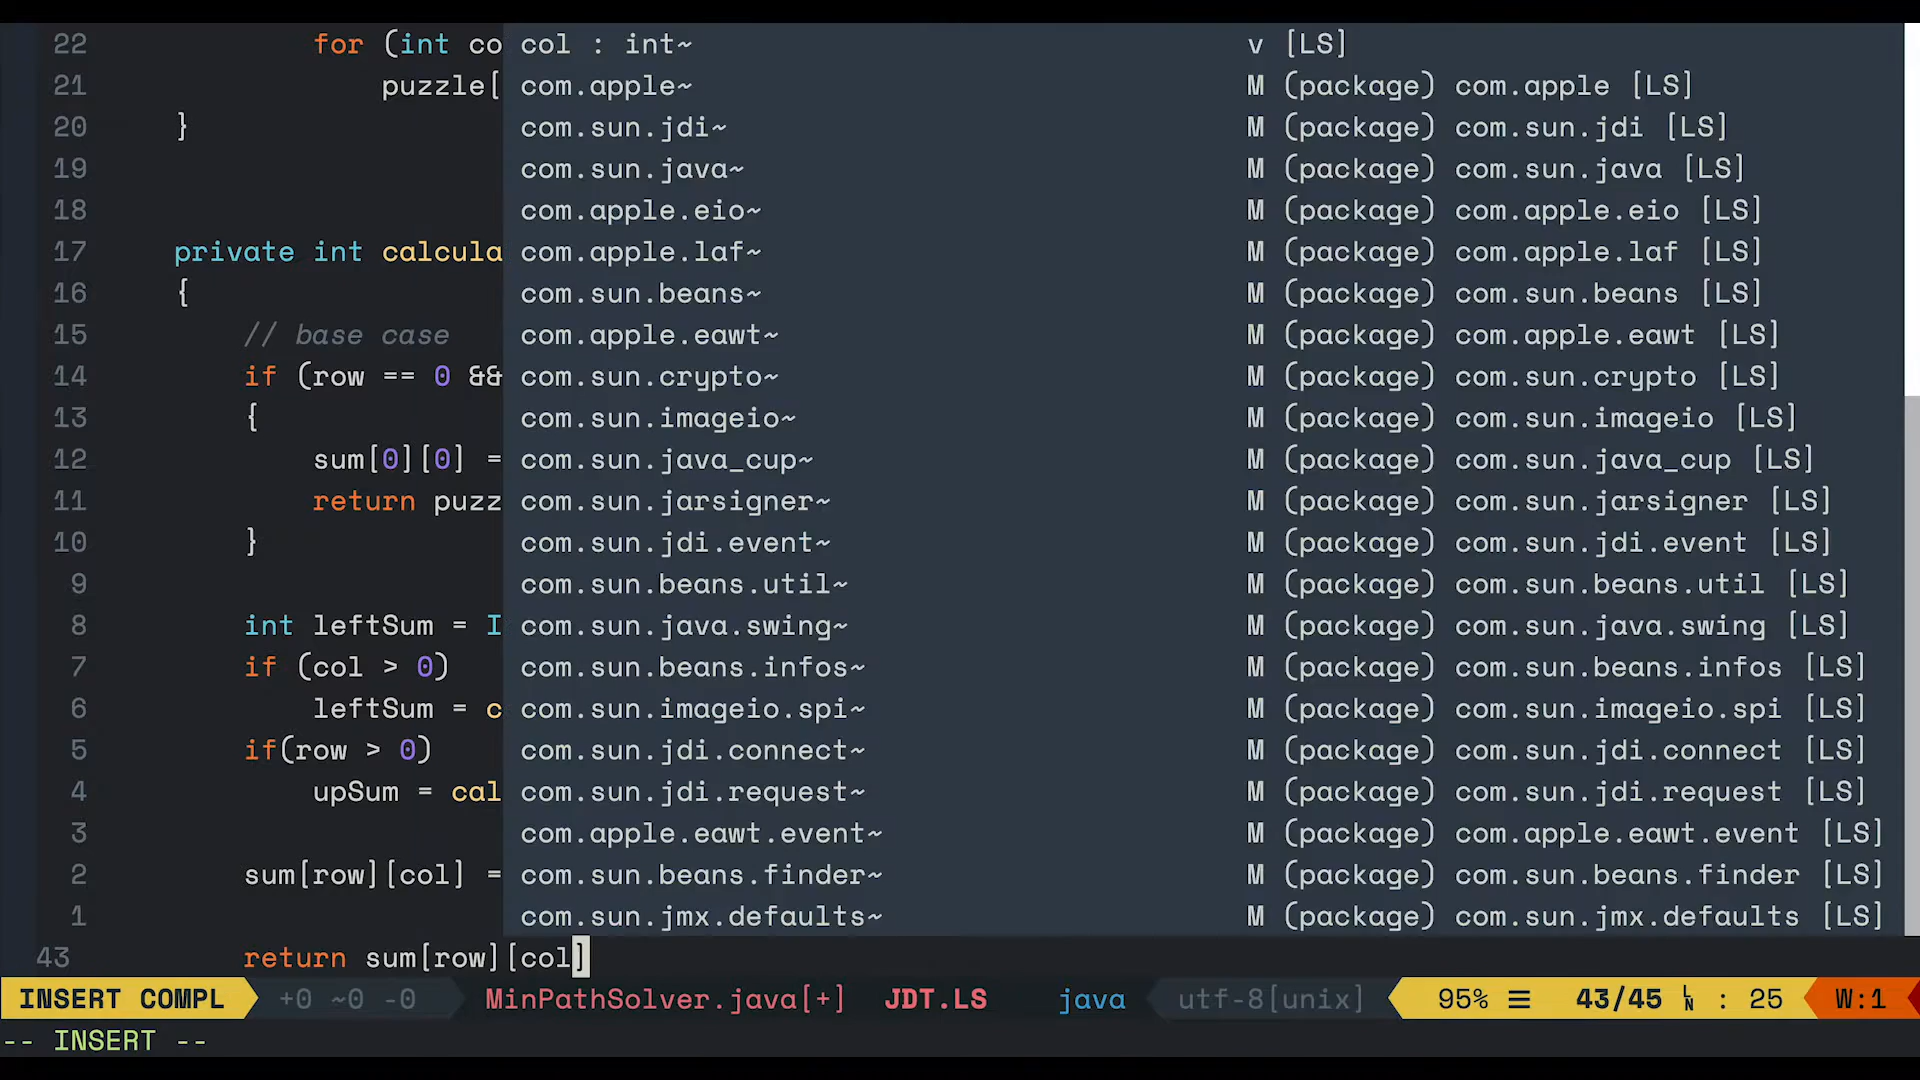 22 for (int co col : int~ v [LS]
21 puzzle[ com.apple~ M (package) com.apple [LS]
20 } com.sun.jdi~ M (package) com.sun.jdi [LS]
19 com.sun.java~ M (package) com.sun.java [LS]
18 com.apple.eio~ M (package) com.apple.eio [LS]
17 private int calcula com.apple.laf~ M (package) com.apple.laf [LS]
16 { com.sun.beans~ M (package) com.sun.beans [LS]
15 // base case com.apple.eawt~ M (package) com.apple.eawt [LS]
14 if (row == 0 && com.sun.crypto~ M (package) com.sun.crypto [LS]
13 { com.sun.imageio~ M (package) com.sun.imageio [LS]
12 sum[0][0] = com.sun.java_cup~ M (package) com.sun.java_cup [LS]
11 return puzz com.sun.jarsigner~ M (package) com.sun.jarsigner [LS]
10 } com.sun.jdi.event~ M (package) com.sun.jdi.event [LS]
9 com.sun.beans.util~ M (package) com.sun.beans.util [LS]
8 int leftSum = I com.sun.java.swing~ M (package) com.sun.java.swing [LS]
7 if (col > 0) com.sun.beans.infos~ M (package) com.sun.beans.infos [LS]
6 leftSum = c com.sun.imageio.spi~ M (package) com.sun.imageio.spi [LS]
5 if(row > 0) com.sun.jdi.connect~ M (package) com.sun.jdi.connect [LS]
4 upSum = cal com.sun.jdi.request~ M (package) com.sun.jdi.request [LS]
3 com.apple.eawt.event~ M (package) com.apple.eawt.event [LS]
2 sum[row][col] = com.sun.beans.finder~ M (package) com.sun.beans.finder [LS]
1 com.sun.jmx.defaults~ M (package) com.sun.jmx.defaults [LS]
43 return sum[row][col]
INSERT COMPL +0 ~0 -0 MinPathSolver.java[+] JDT.LS java utf-8[unix] 95% ☰ 43/45 ㏑ : 25 W:1
-- INSERT --